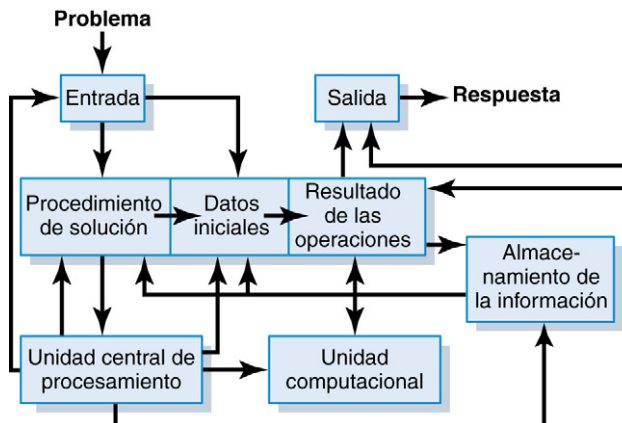 Problema
Entrada
Salida
Respuesta
Procedimiento
de solución
Datos
iniciales
Resultado
de las
operaciones
Almace-
namiento de
la información
Unidad central de
procesamiento
Unidad
computacional